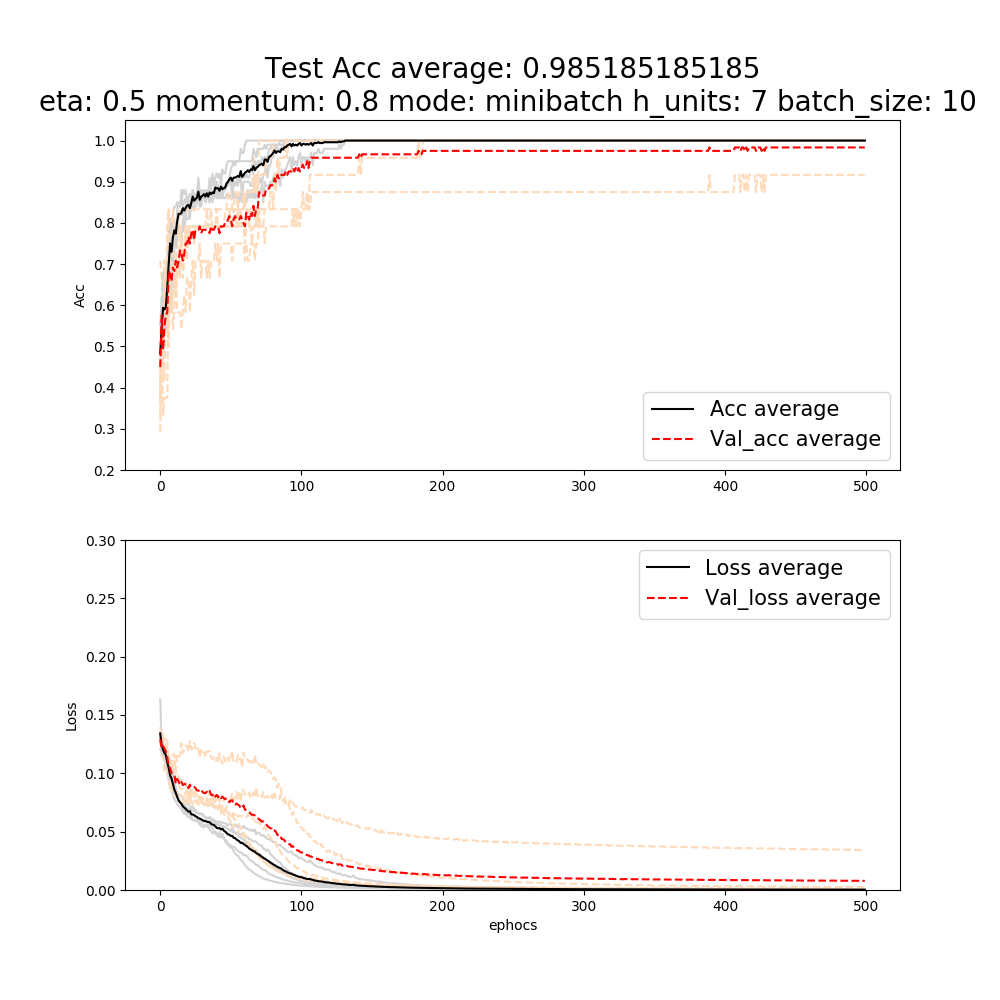 Test Acc average: 0.985185185185
eta: 0.5 momentum: 0.8 mode: minibatch h_units: 7 batch_size: 10
1.0
0.9
0.8
0.7
0.6
0.5
0.4
0.3
0.2
Acc
0 100 200 300 400 500
Acc average
Val_acc average
0.30
0.25
0.20
0.15
0.10
0.05
0.00
Loss
Loss average
Val_loss average
0 100 200 300 400 500
ephocs